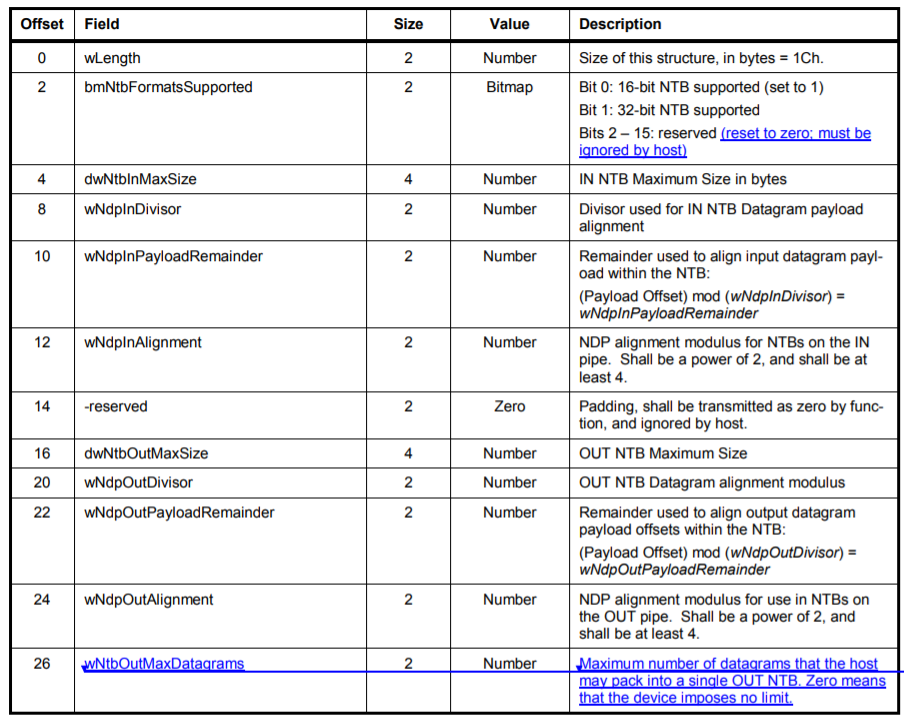 Offset Field Size Value Description
0 wLength 2 Number Size of this structure, in bytes = 1Ch.
2 bmNtbFormatsSupported 2 Bitmap Bit 0: 16-bit NTB supported (set to 1)
Bit 1: 32-bit NTB supported
Bits 2 – 15: reserved (reset to zero; must be
ignored by host)
4 dwNtbInMaxSize 4 Number IN NTB Maximum Size in bytes
8 wNdpInDivisor 2 Number Divisor used for IN NTB Datagram payload
alignment
10 wNdpInPayloadRemainder 2 Number Remainder used to align input datagram payl-
oad within the NTB:
(Payload Offset) mod (wNdpInDivisor) =
wNdpInPayloadRemainder
12 wNdpInAlignment 2 Number NDP alignment modulus for NTBs on the IN
pipe. Shall be a power of 2, and shall be at
least 4.
14 -reserved 2 Zero Padding, shall be transmitted as zero by func-
tion, and ignored by host.
16 dwNtbOutMaxSize 4 Number OUT NTB Maximum Size
20 wNdpOutDivisor 2 Number OUT NTB Datagram alignment modulus
22 wNdpOutPayloadRemainder 2 Number Remainder used to align output datagram
payload offsets within the NTB:
(Payload Offset) mod (wNdpOutDivisor) =
wNdpOutPayloadRemainder
24 wNdpOutAlignment 2 Number NDP alignment modulus for use in NTBs on
the OUT pipe. Shall be a power of 2, and
shall be at least 4.
26 wNtbOutMaxDatagrams 2 Number Maximum number of datagrams that the host
may pack into a single OUT NTB. Zero means
that the device imposes no limit.